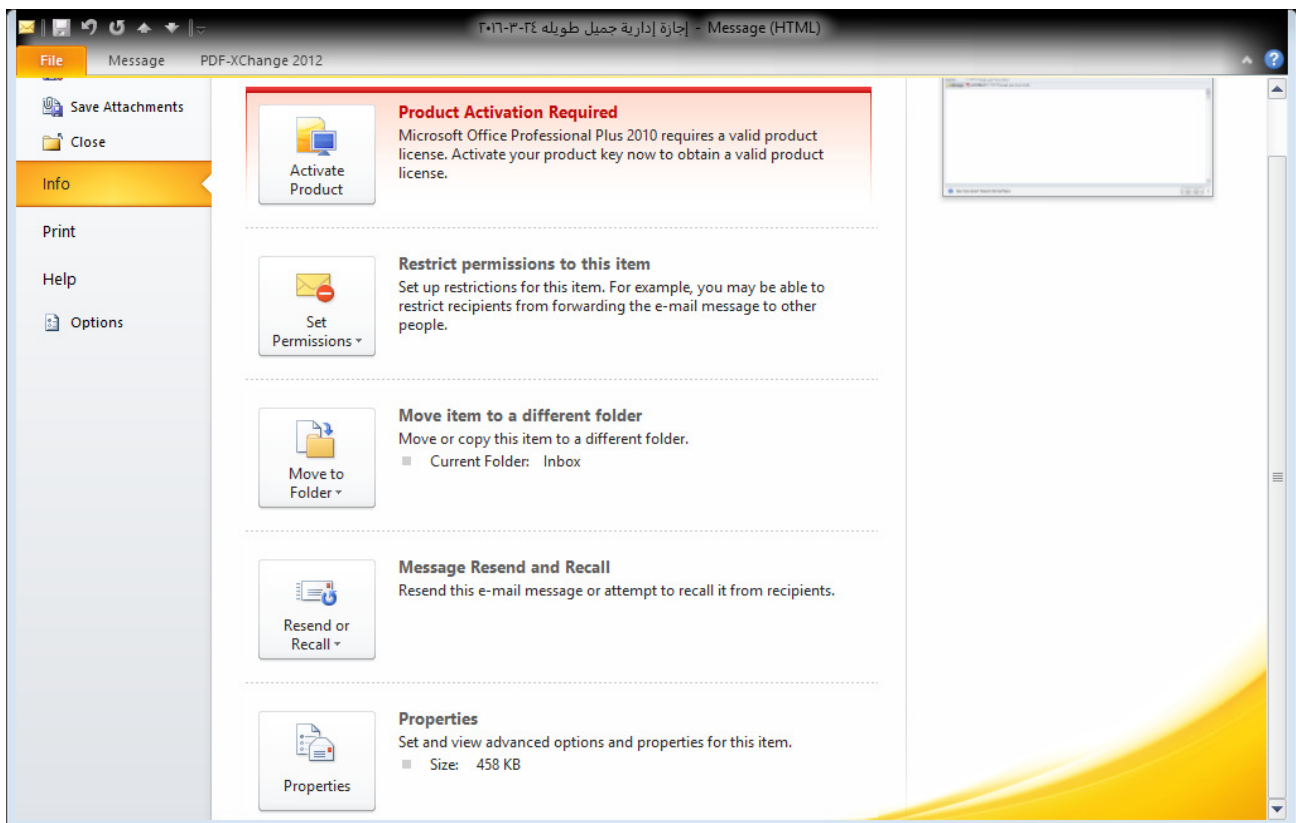 إجازة إدارية جميل طويله ٢٤-٣-٢٠١٦ - Message (HTML)
File Message PDF-XChange 2012
Save Attachments
Close
Info
Print
Help
Options
Activate
Product
Product Activation Required
Microsoft Office Professional Plus 2010 requires a valid product
license. Activate your product key now to obtain a valid product
license.
Set
Permissions
Restrict permissions to this item
Set up restrictions for this item. For example, you may be able to
restrict recipients from forwarding the e-mail message to other
people.
Move to
Folder
Move item to a different folder
Move or copy this item to a different folder.
Current Folder: Inbox
Resend or
Recall
Message Resend and Recall
Resend this e-mail message or attempt to recall it from recipients.
Properties
Properties
Set and view advanced options and properties for this item.
Size: 458 KB